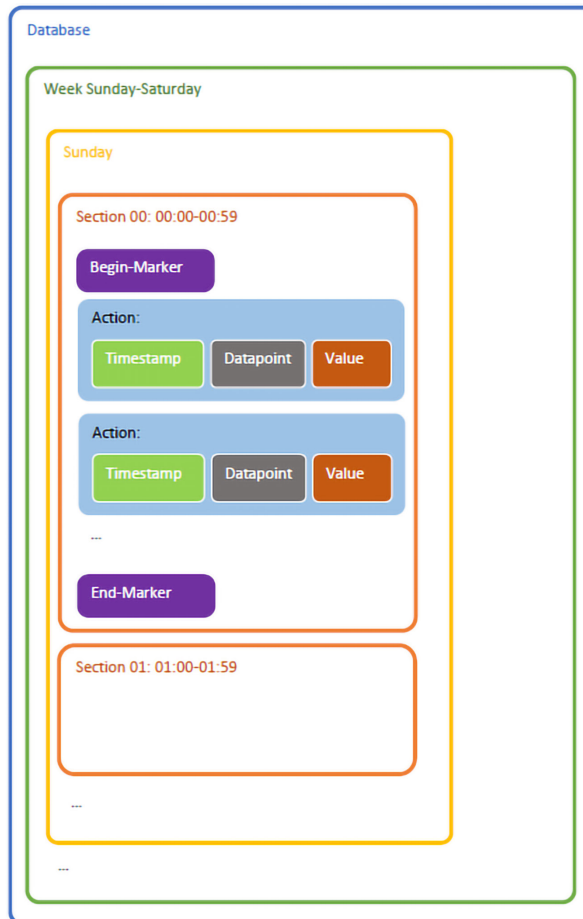 Database
Week Sunday-Saturday
Sunday
Section 00: 00:00-00:59
Begin-Marker
Action:
Timestamp Datapoint Value
Action:
Timestamp Datapoint Value
...
End-Marker
Section 01: 01:00-01:59
...
...